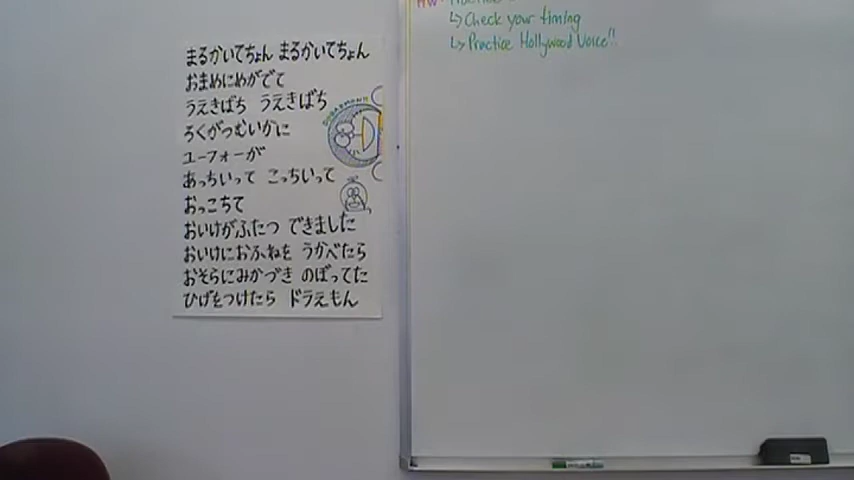 まるかいてちょん まるかいてちょん
おまめにめがでて
うえきばち うえきばち
ろくがつむいかに
ユーフォーが
あっちいって こっちいって
おっこちて
おいけがふたつ できました
おいけにおふねを うかべたら
おそらにみかづき のぼってた
ひげをつけたら ドラえもん
DORAEMON!!
HW: Practice
↳ Check your timing
↳ Practice Hollywood Voice!!